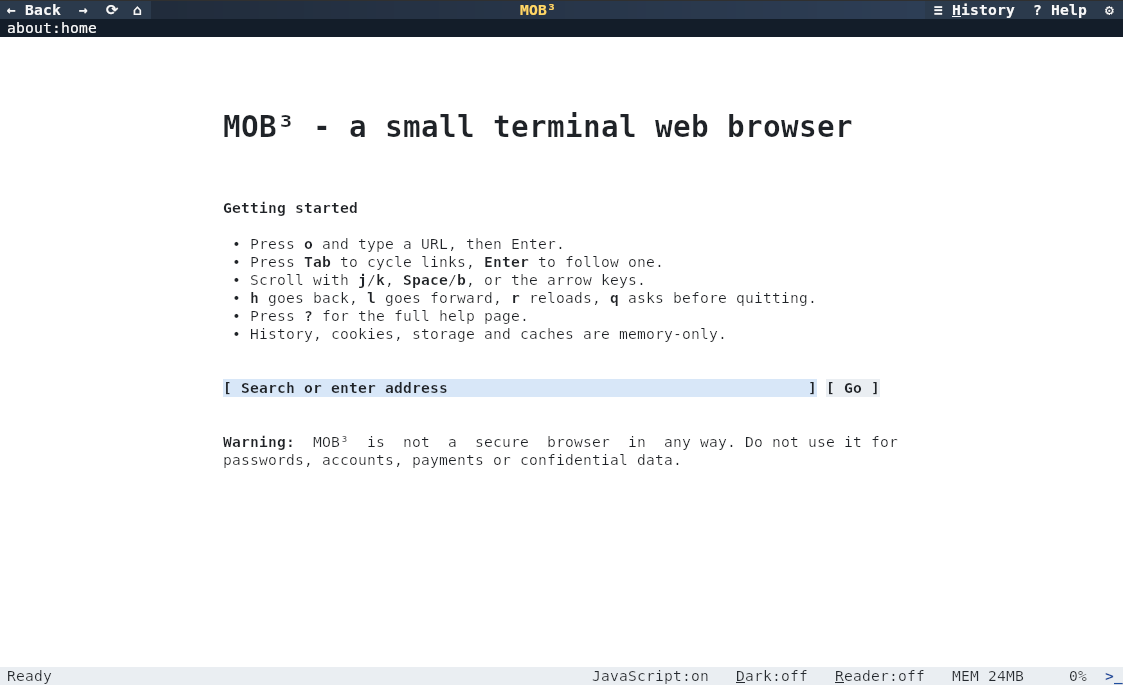 ← Back → ⟳ ⌂ MOB³ ≡ History ? Help ⚙
about:home
MOB³ - a small terminal web browser
Getting started
• Press o and type a URL, then Enter.
• Press Tab to cycle links, Enter to follow one.
• Scroll with j/k, Space/b, or the arrow keys.
• h goes back, l goes forward, r reloads, q asks before quitting.
• Press ? for the full help page.
• History, cookies, storage and caches are memory-only.
[ Search or enter address ] [ Go ]
Warning: MOB³ is not a secure browser in any way. Do not use it for
passwords, accounts, payments or confidential data.
Ready JavaScript:on Dark:off Reader:off MEM 24MB 0% >_